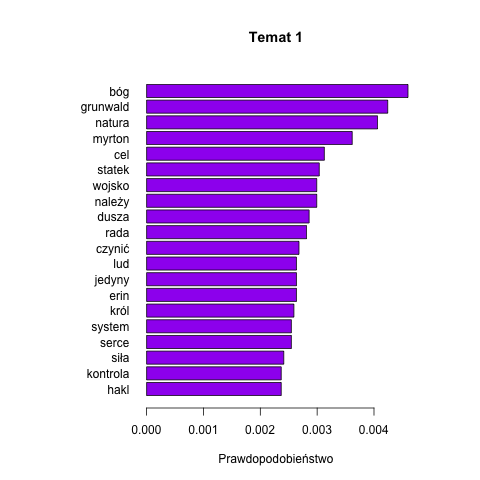 Temat 1
bóg
grunwald
natura
myrton
cel
statek
wojsko
należy
dusza
rada
czynić
lud
jedyny
erin
król
system
serce
siła
kontrola
hakl
0.000 0.001 0.002 0.003 0.004
Prawdopodobieństwo